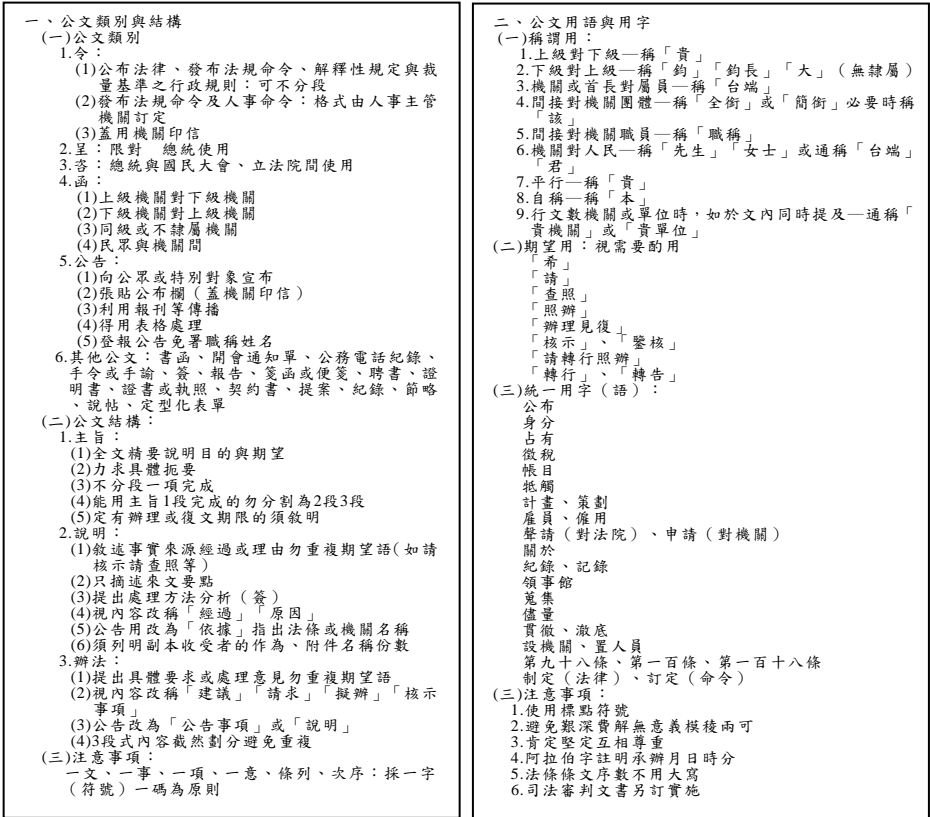 一、公文類別與結構
(一)公文類別
1.令：
(1)公布法律、發布法規命令、解釋性規定與裁
量基準之行政規則：可不分段
(2)發布法規命令及人事命令：格式由人事主管
機關訂定
(3)蓋用機關印信
2.呈：限對　總統使用
3.咨：總統與國民大會、立法院間使用
4.函：
(1)上級機關對下級機關
(2)下級機關對上級機關
(3)同級或不隸屬機關
(4)民眾與機關間
5.公告：
(1)向公眾或特別對象宣布
(2)張貼公布欄（蓋機關印信）
(3)利用報刊等傳播
(4)得用表格處理
(5)登報公告免署職稱姓名
6.其他公文：書函、開會通知單、公務電話紀錄、
手令或手諭、簽、報告、箋函或便箋、聘書、證
明書、證書或執照、契約書、提案、紀錄、節略
、說帖、定型化表單
(二)公文結構：
1.主旨：
(1)全文精要說明目的與期望
(2)力求具體扼要
(3)不分段一項完成
(4)能用主旨1段完成的勿分割為2段3段
(5)定有辦理或復文期限的須敘明
2.說明：
(1)敘述事實來源經過或理由勿重複期望語(如請
核示請查照等)
(2)只摘述來文要點
(3)提出處理方法分析（簽）
(4)視內容改稱「經過」「原因」
(5)公告用改為「依據」指出法條或機關名稱
(6)須列明副本收受者的作為、附件名稱份數
3.辦法：
(1)提出具體要求或處理意見勿重複期望語
(2)視內容改稱「建議」「請求」「擬辦」「核示
事項」
(3)公告改為「公告事項」或「說明」
(4)3段式內容截然劃分避免重複
(三)注意事項：
一文、一事、一項、一意、條列、次序：採一字
（符號）一碼為原則
二、公文用語與用字
(一)稱謂用：
1.上級對下級—稱「貴」
2.下級對上級—稱「鈞」「鈞長」「大」（無隸屬）
3.機關或首長對屬員—稱「台端」
4.間接對機關團體—稱「全銜」或「簡銜」必要時稱
「該」
5.間接對機關職員—稱「職稱」
6.機關對人民—稱「先生」「女士」或通稱「台端」
「君」
7.平行—稱「貴」
8.自稱—稱「本」
9.行文數機關或單位時，如於文內同時提及—通稱「
貴機關」或「貴單位」
(二)期望用：視需要酌用
「希」
「請」
「查照」
「照辦」
「辦理見復」
「核示」、「鑒核」
「請轉行照辦」
「轉行」、「轉告」
(三)統一用字（語）：
公布
身分
占有
徵稅
帳目
牴觸
計畫、策劃
雇員、僱用
聲請（對法院）、申請（對機關）
關於
紀錄、記錄
領事館
蒐集
儘量
貫徹、澈底
設機關、置人員
第九十八條、第一百條、第一百十八條
制定（法律）、訂定（命令）
(三)注意事項：
1.使用標點符號
2.避免艱深費解無意義模稜兩可
3.肯定堅定互相尊重
4.阿拉伯字註明承辦月日時分
5.法條條文序數不用大寫
6.司法審判文書另訂實施